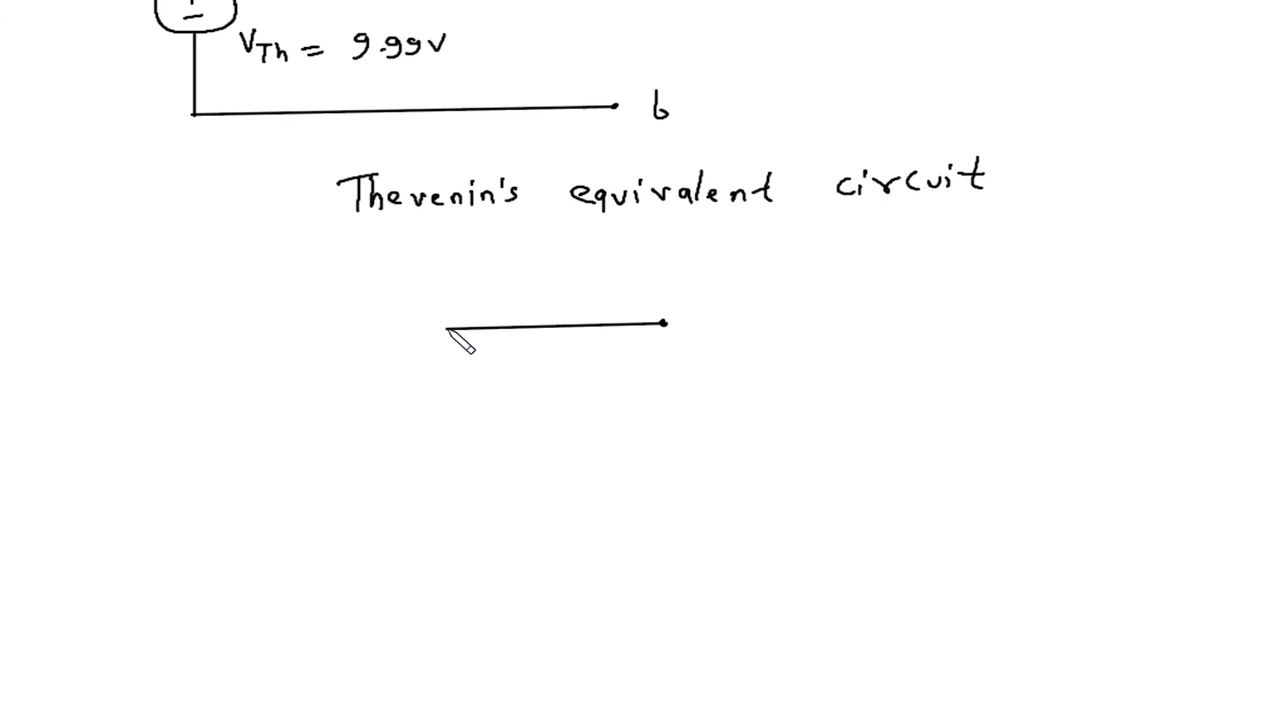 VTh = 9.99V
b
Thevenin's equivalent circuit